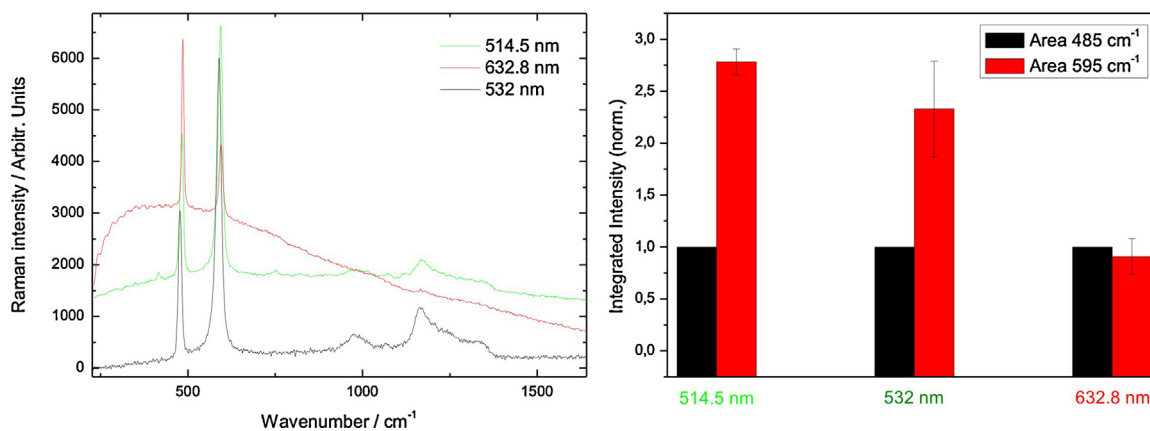 6000
5000
4000
3000
2000
1000
0
500
1000
1500
Raman intensity / Arbitr. Units
Wavenumber / cm⁻¹
514.5 nm
632.8 nm
532 nm
3,0
2,5
2,0
1,5
1,0
0,5
0,0
Integrated Intensity (norm.)
Area 485 cm⁻¹
Area 595 cm⁻¹
514.5 nm
532 nm
632.8 nm